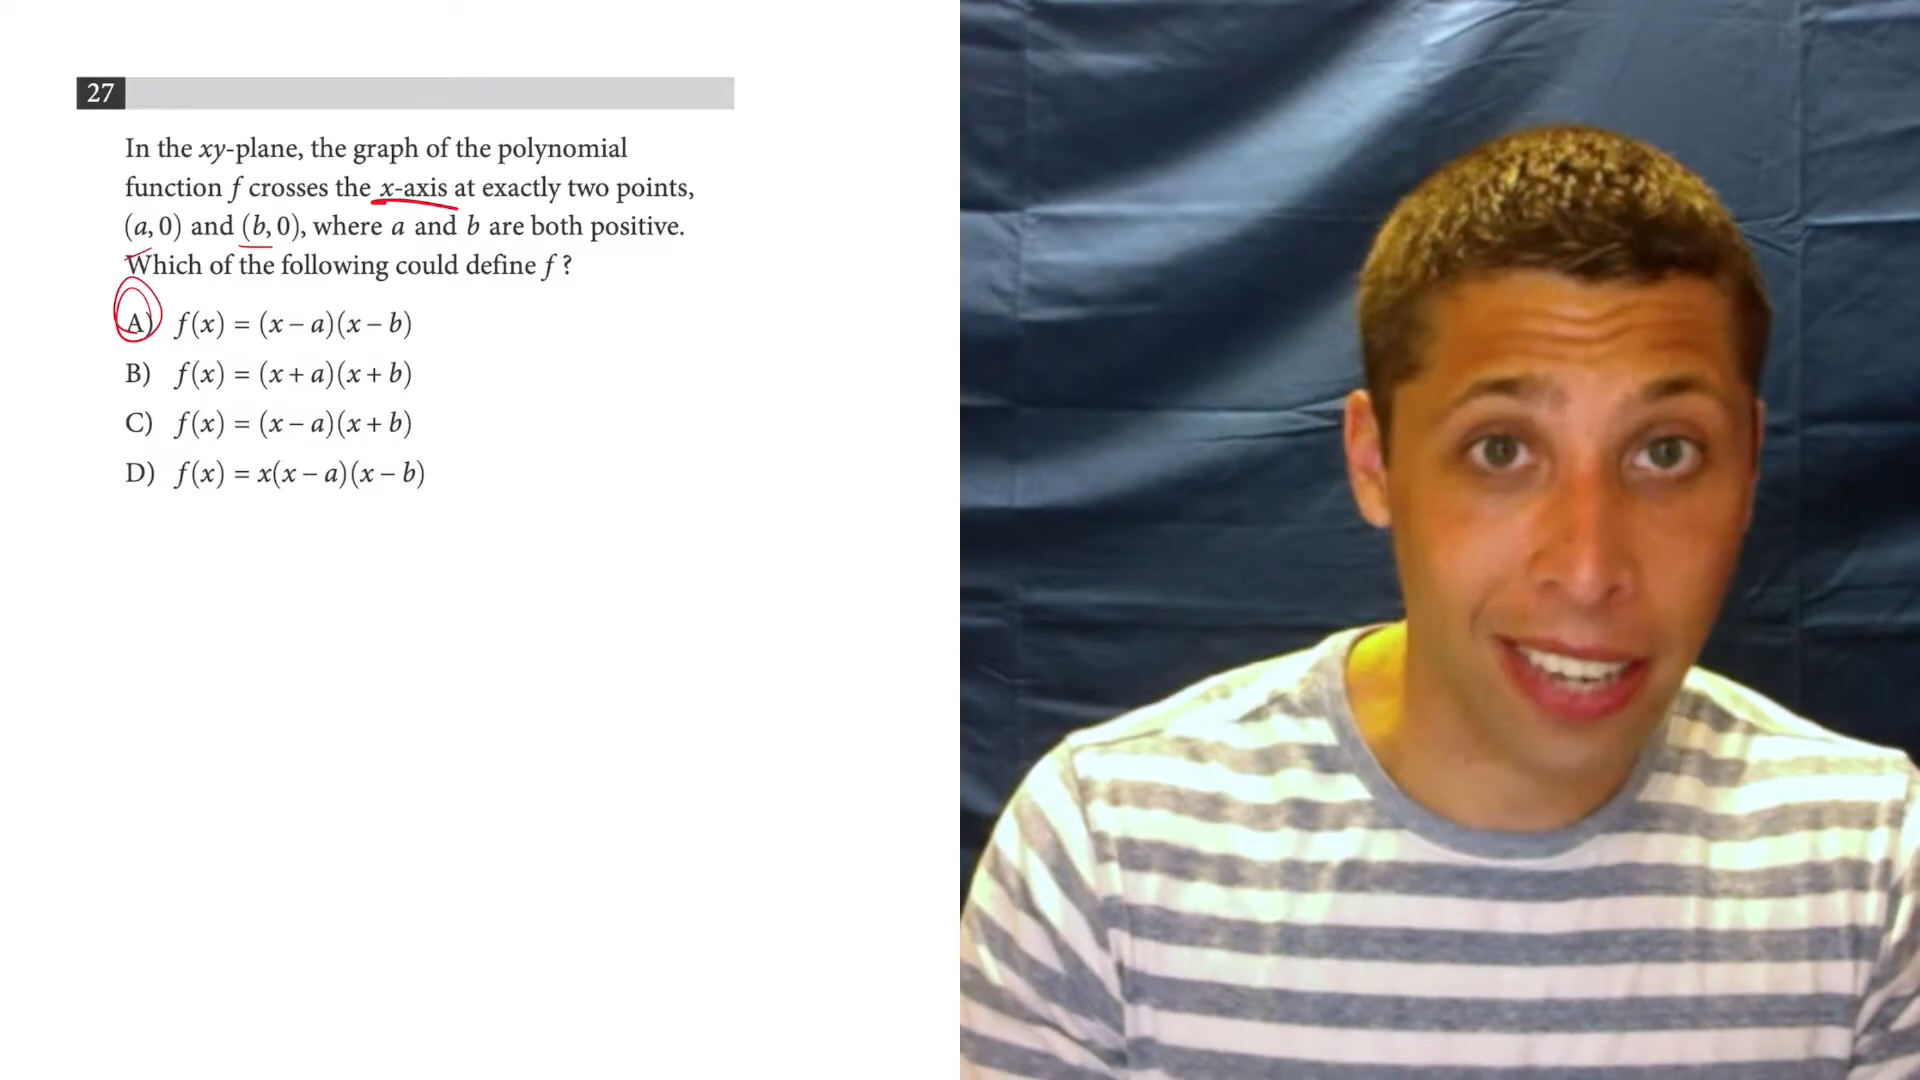 27
In the xy-plane, the graph of the polynomial
function f crosses the x-axis at exactly two points,
(a, 0) and (b, 0), where a and b are both positive.
Which of the following could define f ?
A) f(x) = (x − a)(x − b)
B) f(x) = (x + a)(x + b)
C) f(x) = (x − a)(x + b)
D) f(x) = x(x − a)(x − b)